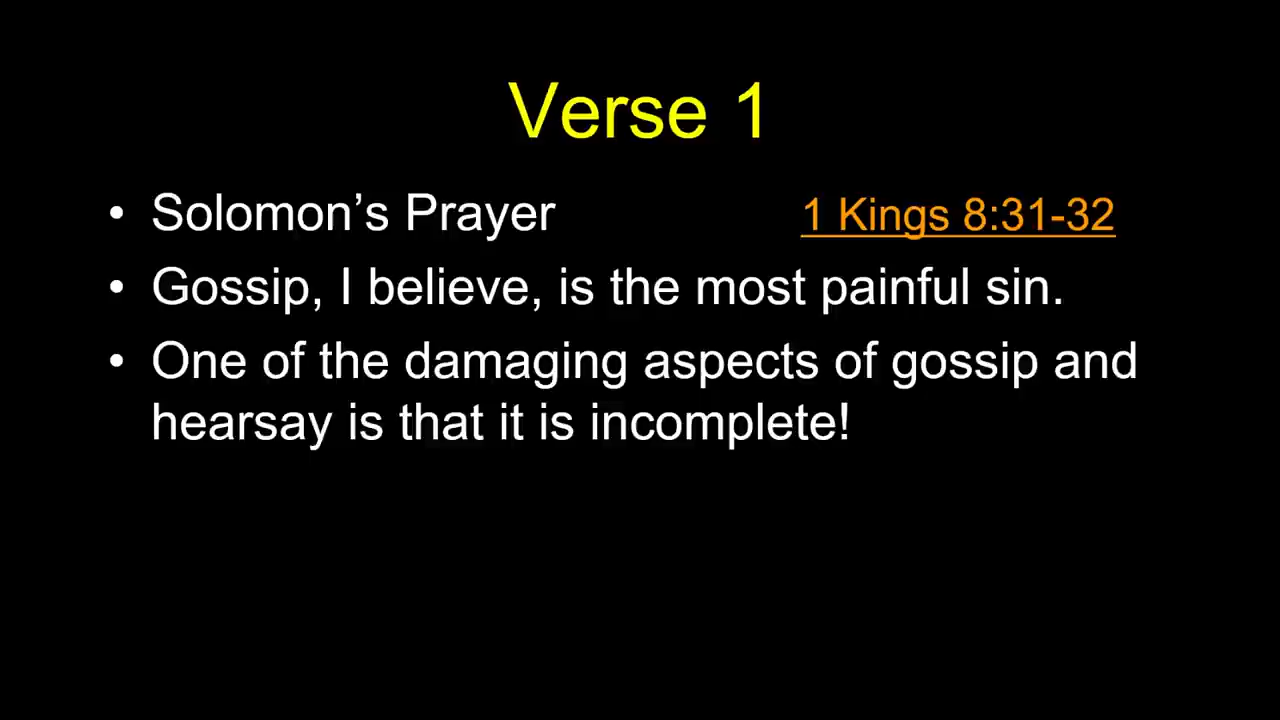 Verse 1
• Solomon’s Prayer 1 Kings 8:31-32
• Gossip, I believe, is the most painful sin.
• One of the damaging aspects of gossip and
hearsay is that it is incomplete!